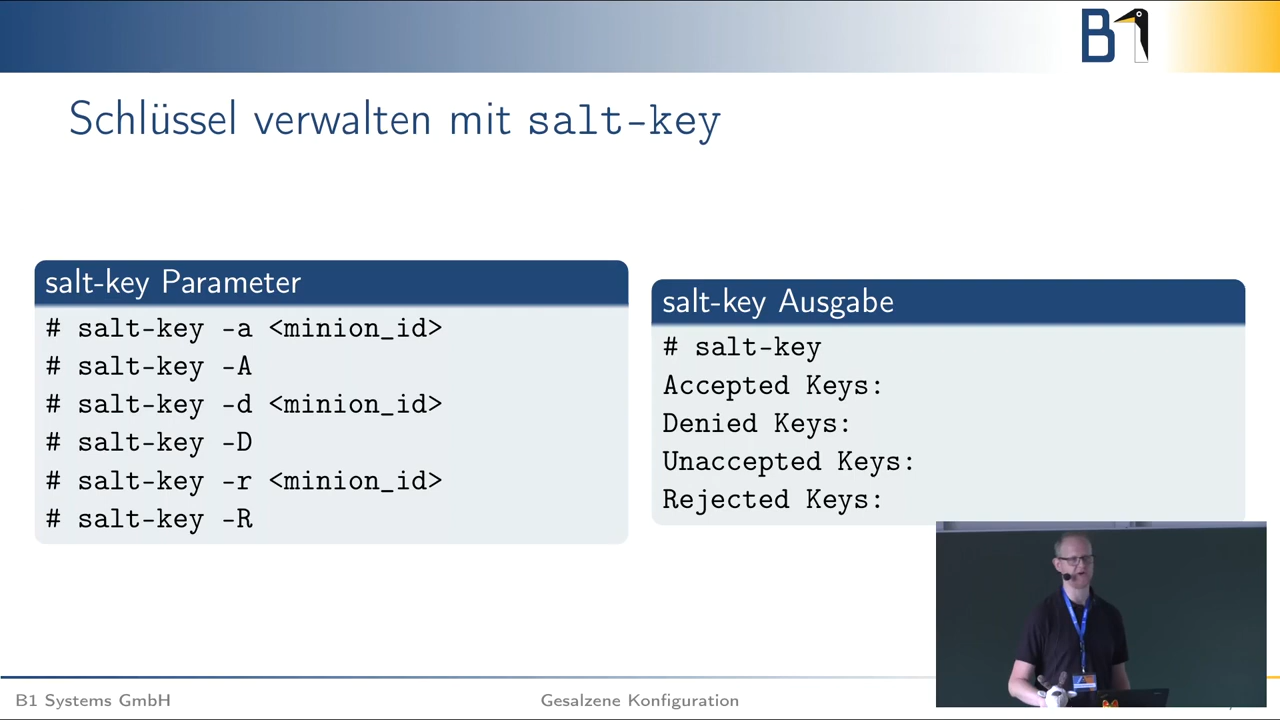 B1
Schlüssel verwalten mit salt-key
salt-key Parameter
# salt-key -a <minion_id>
# salt-key -A
# salt-key -d <minion_id>
# salt-key -D
# salt-key -r <minion_id>
# salt-key -R
salt-key Ausgabe
# salt-key
Accepted Keys:
Denied Keys:
Unaccepted Keys:
Rejected Keys:
B1 Systems GmbH
Gesalzene Konfiguration